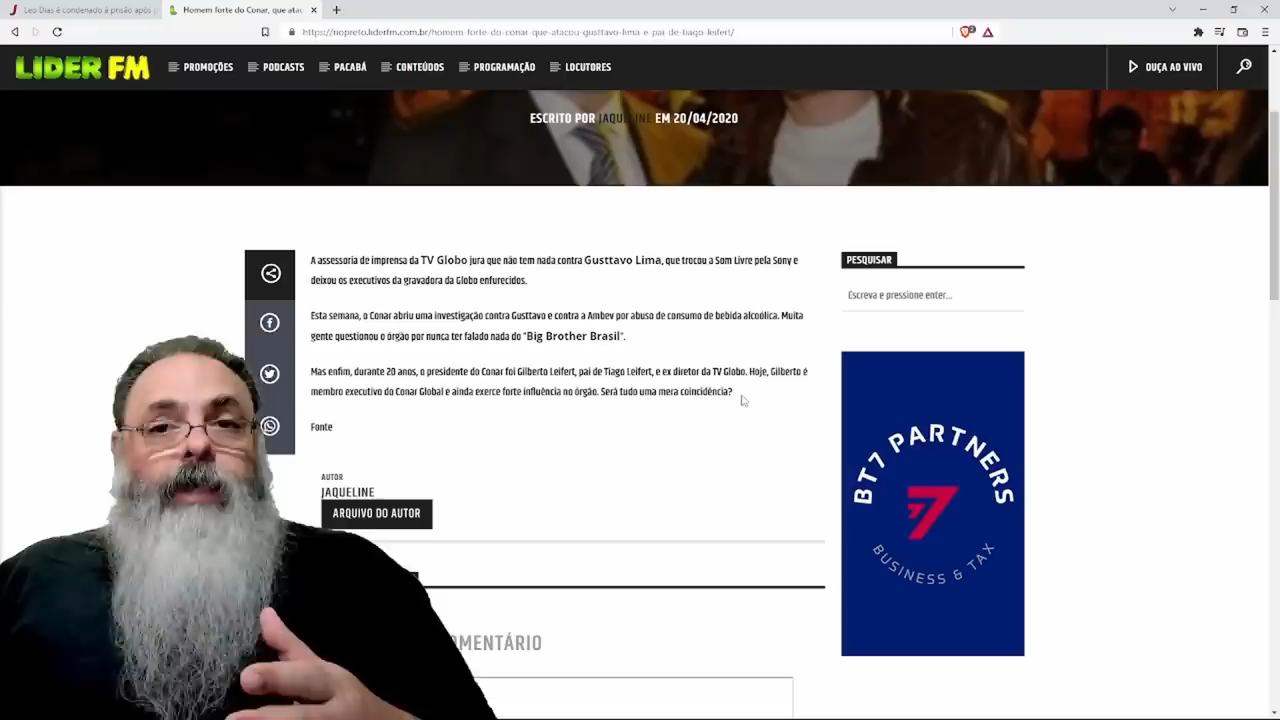 Leo Dias é condenado à prisão após p
Homem forte do Conar, que atac
https://riopreto.liderfm.com.br/homem-forte-do-conar-que-atacou-gusttavo-lima-e-pai-de-tiago-leifert/
LIDER FM
PROMOÇÕES
PODCASTS
PACABÁ
CONTEÚDOS
PROGRAMAÇÃO
LOCUTORES
OUÇA AO VIVO
ESCRITO POR JAQUELINE EM 20/04/2020
A assessoria de imprensa da TV Globo jura que não tem nada contra Gusttavo Lima, que trocou a Som Livre pela Sony e
deixou os executivos da gravadora da Globo enfurecidos.
Esta semana, o Conar abriu uma investigação contra Gusttavo e contra a Ambev por abuso de consumo de bebida alcoólica. Muita
gente questionou o órgão por nunca ter falado nada do "Big Brother Brasil".
Mas enfim, durante 20 anos, o presidente do Conar foi Gilberto Leifert, pai de Tiago Leifert, e ex diretor da TV Globo. Hoje, Gilberto é
membro executivo do Conar Global e ainda exerce forte influência no órgão. Será tudo uma mera coincidência?
Fonte
AUTOR
JAQUELINE
ARQUIVO DO AUTOR
OMENTÁRIO
PESQUISAR
Escreva e pressione enter...
BT7 PARTNERS
7
BUSINESS & TAX